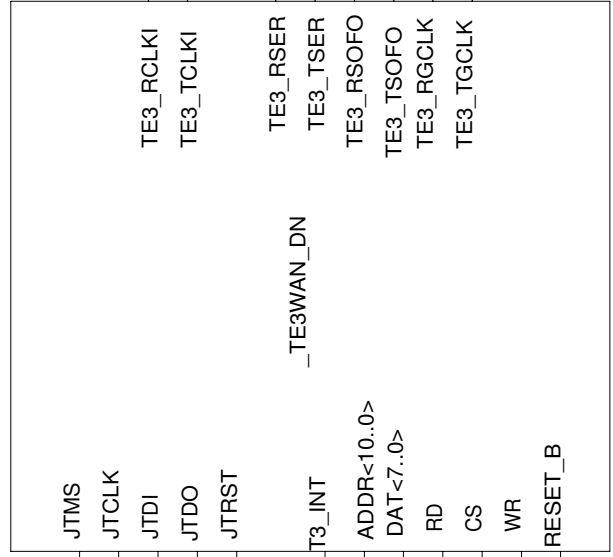 TE3_RCLKI
TE3_TCLKI
TE3_RSER
TE3_TSER
TE3_RSOFO
TE3_TSOFO
TE3_RGCLK
TE3_TGCLK
_TE3WAN_DN
JTMS
JTCLK
JTDI
JTDO
JTRST
T3_INT
ADDR<10..0>
DAT<7..0>
RD
CS
WR
RESET_B